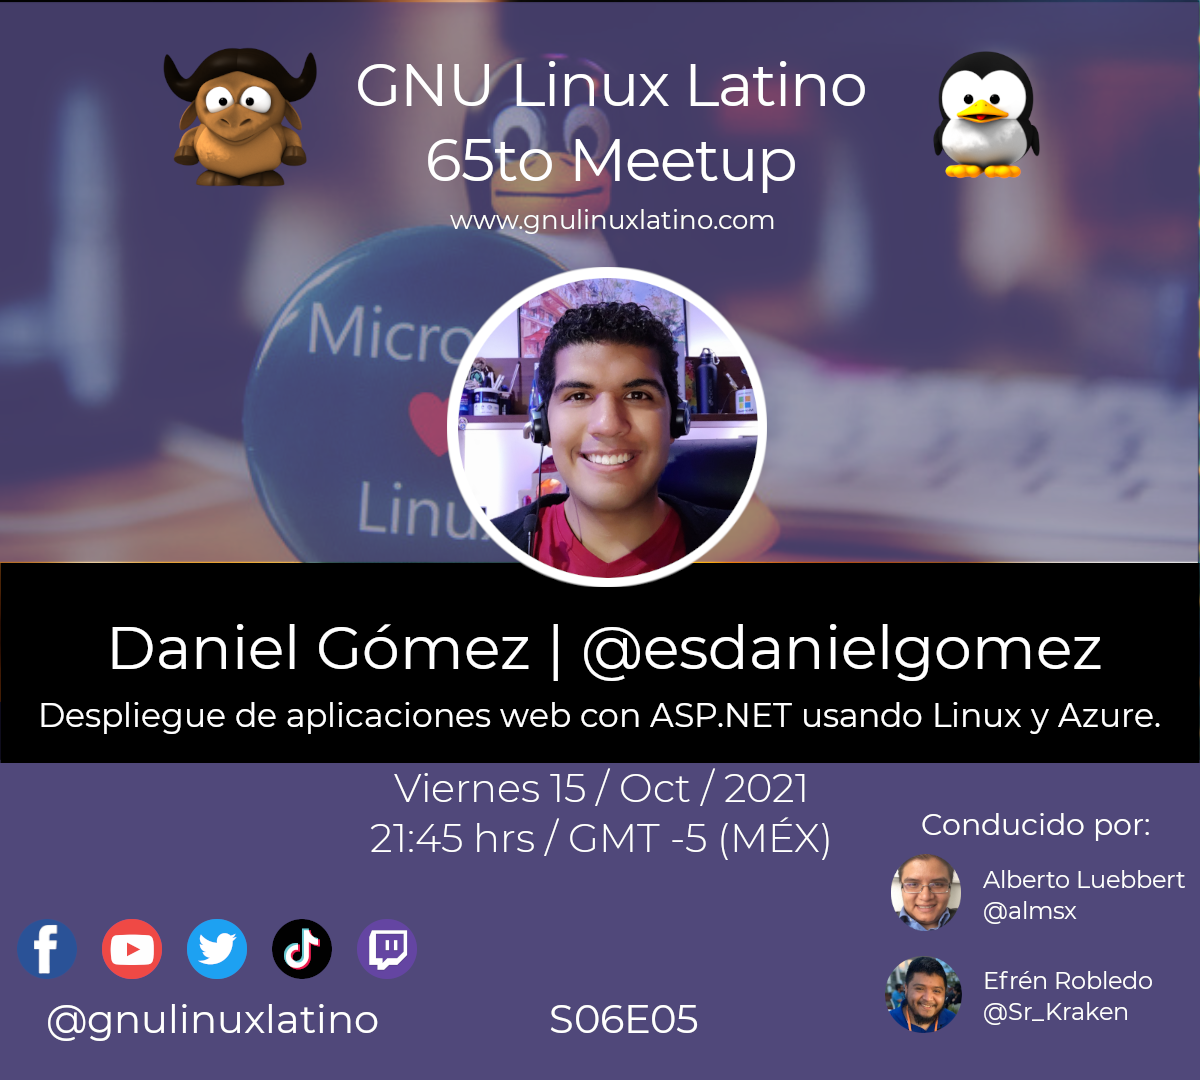 GNU Linux Latino
65to Meetup
www.gnulinuxlatino.com
Micro
Linu
Daniel Gómez | @esdanielgomez
Despliegue de aplicaciones web con ASP.NET usando Linux y Azure.
Viernes 15 / Oct / 2021
21:45 hrs / GMT -5 (MÉX)
Conducido por:
Alberto Luebbert
@almsx
Efrén Robledo
@Sr_Kraken
@gnulinuxlatino
S06E05